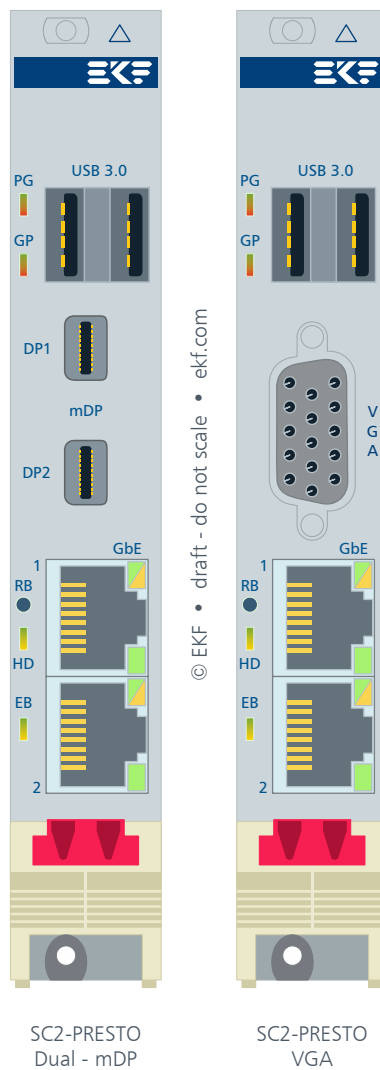 EKF
USB 3.0
PG
GP
DP1
mDP
DP2
GbE
1
RB
HD
EB
2
SC2-PRESTO
Dual - mDP
© EKF • draft - do not scale • ekf.com
EKF
USB 3.0
PG
GP
V
G
A
GbE
1
RB
HD
EB
2
SC2-PRESTO
VGA